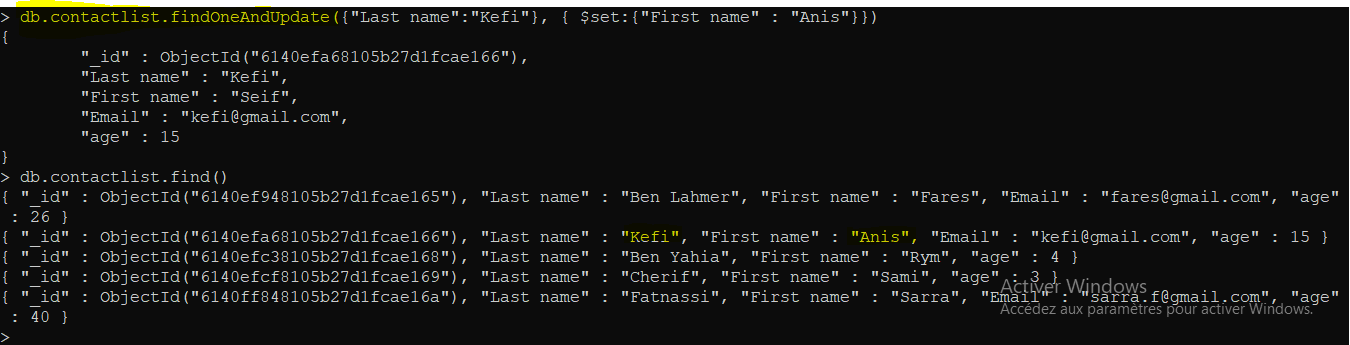 > db.contactlist.findOneAndUpdate({"Last name":"Kefi"}, { $set:{"First name" : "Anis"}})
{
        "_id" : ObjectId("6140efa68105b27d1fcae166"),
        "Last name" : "Kefi",
        "First name" : "Seif",
        "Email" : "kefi@gmail.com",
        "age" : 15
}
> db.contactlist.find()
{ "_id" : ObjectId("6140ef948105b27d1fcae165"), "Last name" : "Ben Lahmer", "First name" : "Fares", "Email" : "fares@gmail.com", "age"
 : 26 }
{ "_id" : ObjectId("6140efa68105b27d1fcae166"), "Last name" : "Kefi", "First name" : "Anis", "Email" : "kefi@gmail.com", "age" : 15 }
{ "_id" : ObjectId("6140efc38105b27d1fcae168"), "Last name" : "Ben Yahia", "First name" : "Rym", "age" : 4 }
{ "_id" : ObjectId("6140efcf8105b27d1fcae169"), "Last name" : "Cherif", "First name" : "Sami", "age" : 3 }
{ "_id" : ObjectId("6140ff848105b27d1fcae16a"), "Last name" : "Fatnassi", "First name" : "Sarra", "Email" : "sarra.f@gmail.com", "age"
 : 40 }
>
Activer Windows
Accédez aux paramètres pour activer Windows.